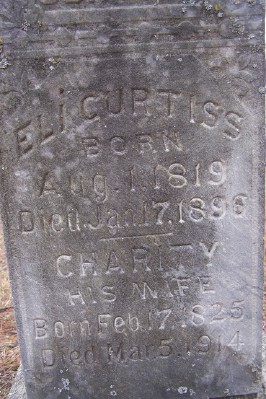 ELI CURTISS
BORN
Aug. 1. 1819
Died Jan. 17, 1896
CHARITY
HIS WIFE
Born Feb. 17. 1825.
Died Mar 5. 1914.